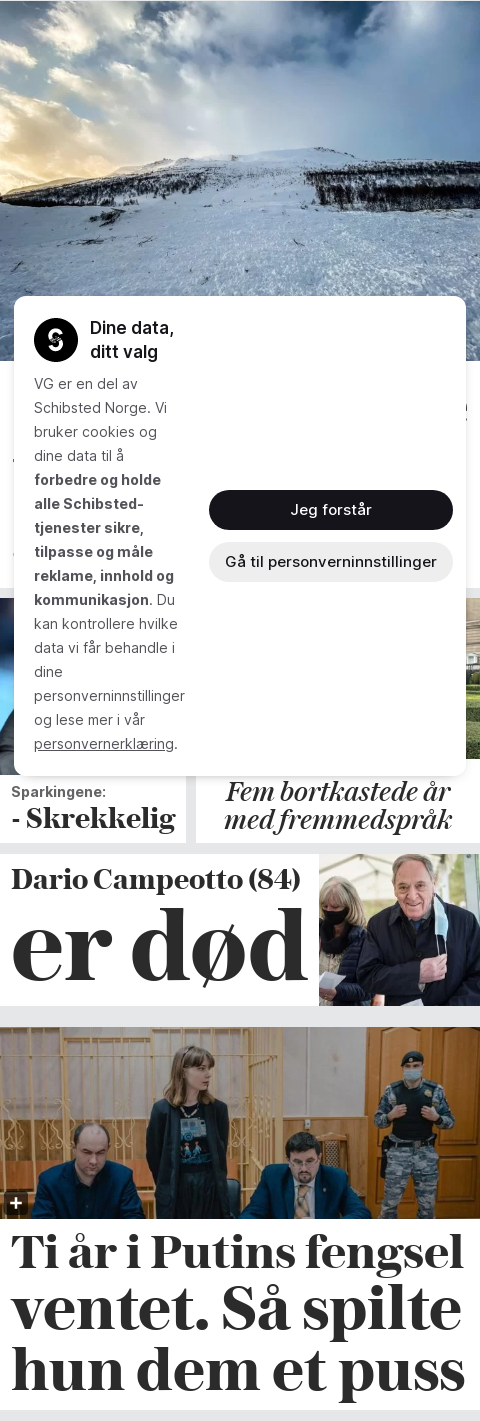 Dine data,
ditt valg
VG er en del av
Schibsted Norge. Vi
bruker cookies og
dine data til å
forbedre og holde
alle Schibsted-
tjenester sikre,
tilpasse og måle
reklame, innhold og
kommunikasjon. Du
kan kontrollere hvilke
data vi får behandle i
dine
personverninnstillinger
og lese mer i vår
personvernerklæring.
Jeg forstår
Gå til personverninnstillinger
Sparkingene:
- Skrekkelig
Fem bortkastede år
med fremmedspråk
Dario Campeotto (84)
er død
Ti år i Putins fengsel
ventet. Så spilte
hun dem et puss